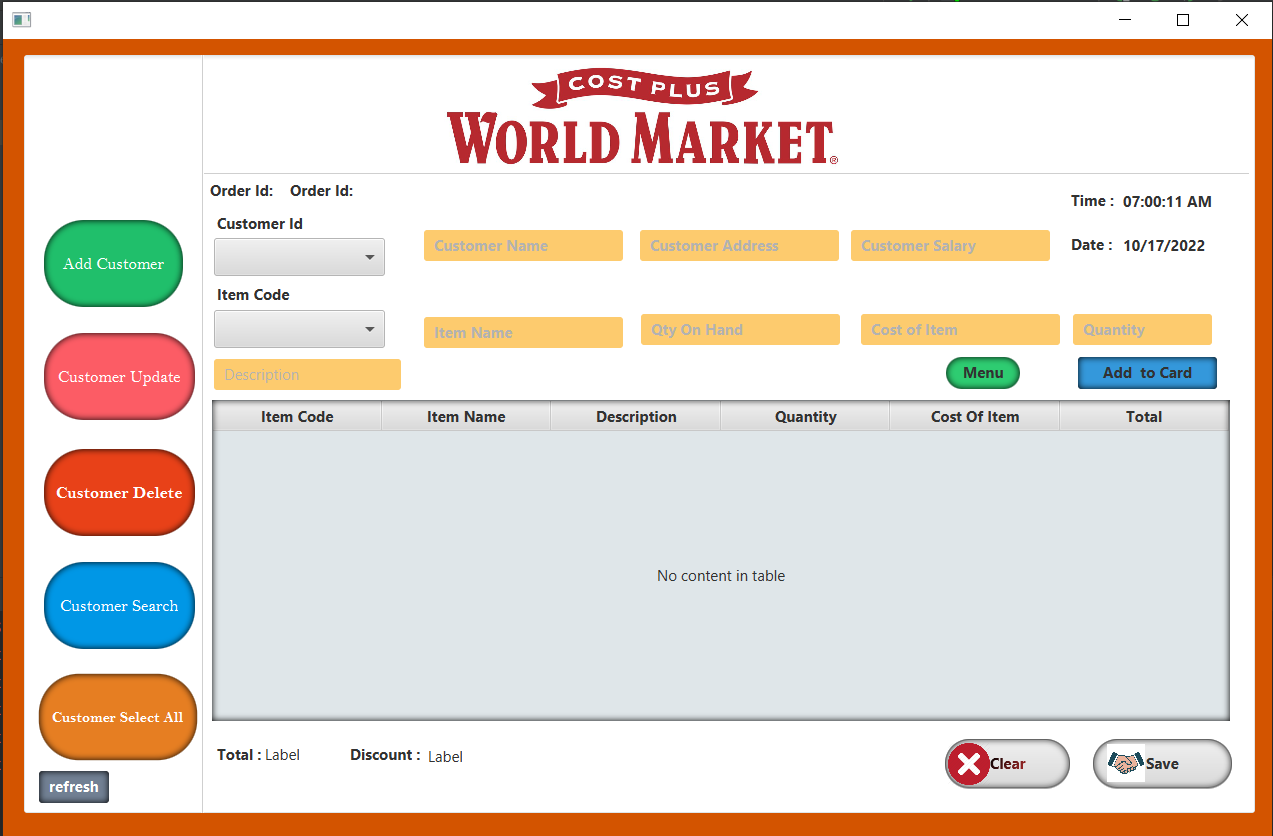 COST PLUS
WORLD MARKET®
Order Id: Order Id:
Time : 07:00:11 AM
Customer Id
Customer Name Customer Address Customer Salary
Date : 10/17/2022
Add Customer
Item Code
Item Name Qty On Hand Cost of Item Quantity
Customer Update
Description
Menu Add to Card
Item Code Item Name Description Quantity Cost Of Item Total
Customer Delete
No content in table
Customer Search
Customer Select All
Total : Label Discount : Label
Clear Save
refresh